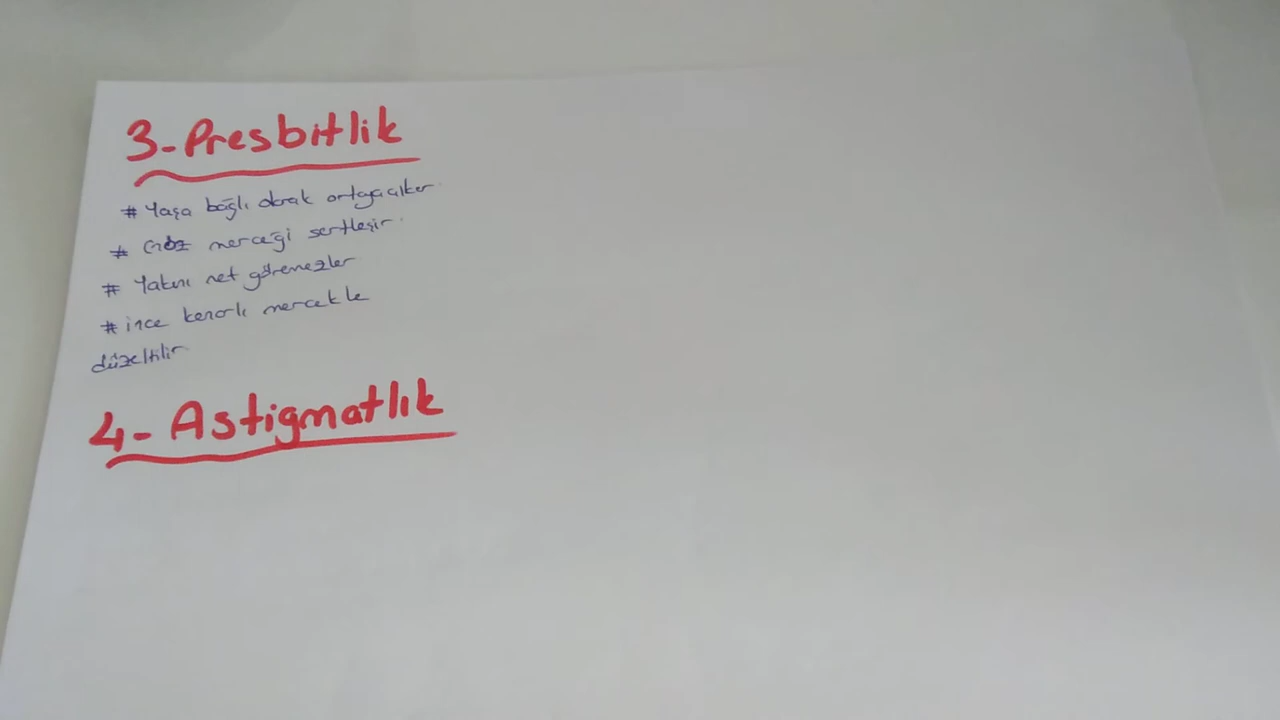 3-Presbitlik
# Yaşa bağlı olarak ortaya çıkar.
# Göz merceği sertleşir.
# Yakını net göremezler
# ince kenarlı mercekle
düzeltilir
4- Astigmatlık